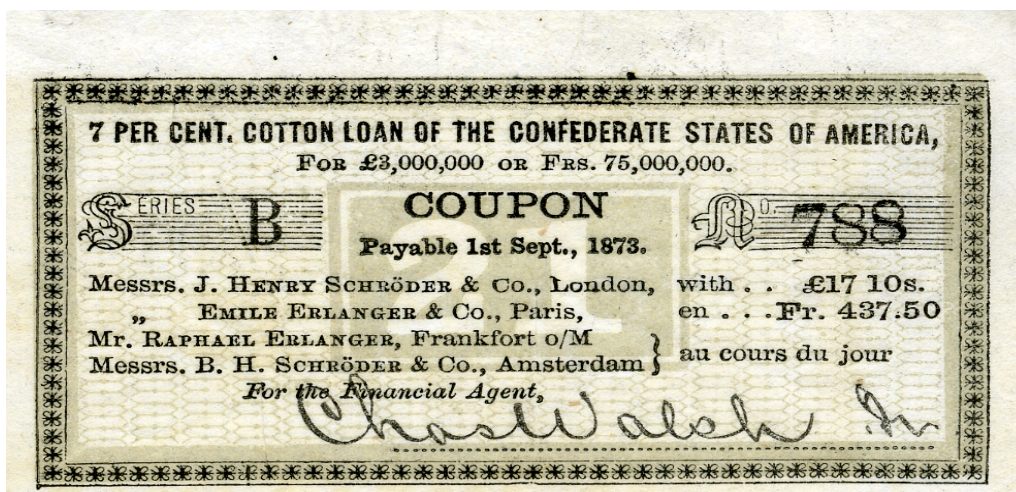 7 PER CENT. COTTON LOAN OF THE CONFEDERATE STATES OF AMERICA,
FOR £3,000,000 OR FRS. 75,000,000.
SERIES B COUPON NO. 788
Payable 1st Sept., 1873.
21
Messrs. J. HENRY SCHRÖDER & Co., London, with . . £17 10s.
„ EMILE ERLANGER & Co., Paris, en . . . Fr. 437.50
Mr. RAPHAEL ERLANGER, Frankfort o/M
Messrs. B. H. SCHRÖDER & Co., Amsterdam } au cours du jour
For the Financial Agent,
Chas Walsh Jr